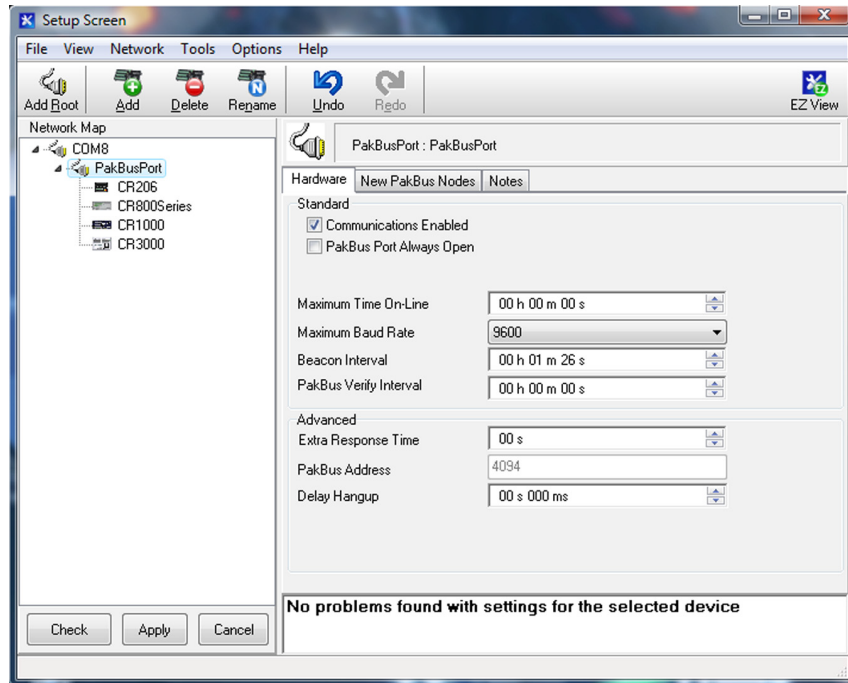 Setup Screen
File View Network Tools Options Help
Add Root Add Delete Rename Undo Redo EZ View
Network Map
COM8
PakBusPort
CR206
CR800Series
CR1000
CR3000
PakBusPort : PakBusPort
Hardware New PakBus Nodes Notes
Standard
Communications Enabled
PakBus Port Always Open
Maximum Time On-Line 00 h 00 m 00 s
Maximum Baud Rate 9600
Beacon Interval 00 h 01 m 26 s
PakBus Verify Interval 00 h 00 m 00 s
Advanced
Extra Response Time 00 s
PakBus Address 4094
Delay Hangup 00 s 000 ms
No problems found with settings for the selected device
Check Apply Cancel